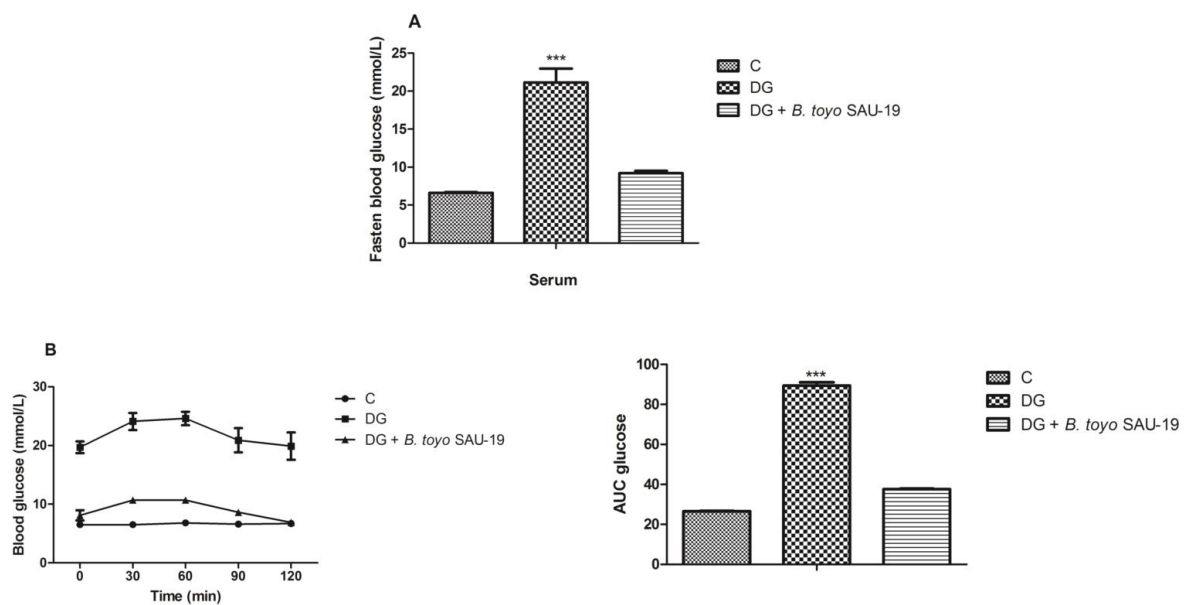 A
Fasten blood glucose (mmol/L)
25
20
15
10
5
0
***
Serum
C
DG
DG + B. toyo SAU-19
B
Blood glucose (mmol/L)
30
20
10
0
0 30 60 90 120
Time (min)
C
DG
DG + B. toyo SAU-19
AUC glucose
100
80
60
40
20
0
***
C
DG
DG + B. toyo SAU-19